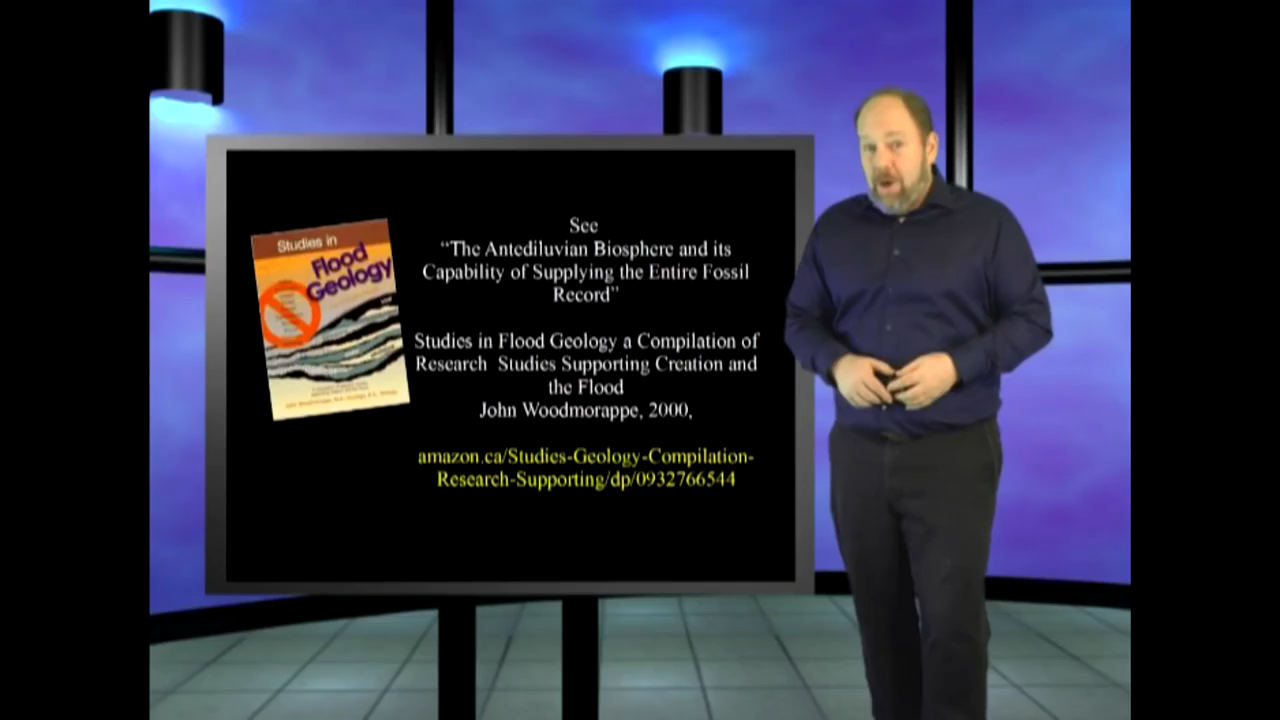 Studies in
Flood
Geology
See
“The Antediluvian Biosphere and its
Capability of Supplying the Entire Fossil
Record”
Studies in Flood Geology a Compilation of
Research Studies Supporting Creation and
the Flood
John Woodmorappe, 2000,
amazon.ca/Studies-Geology-Compilation-
Research-Supporting/dp/0932766544